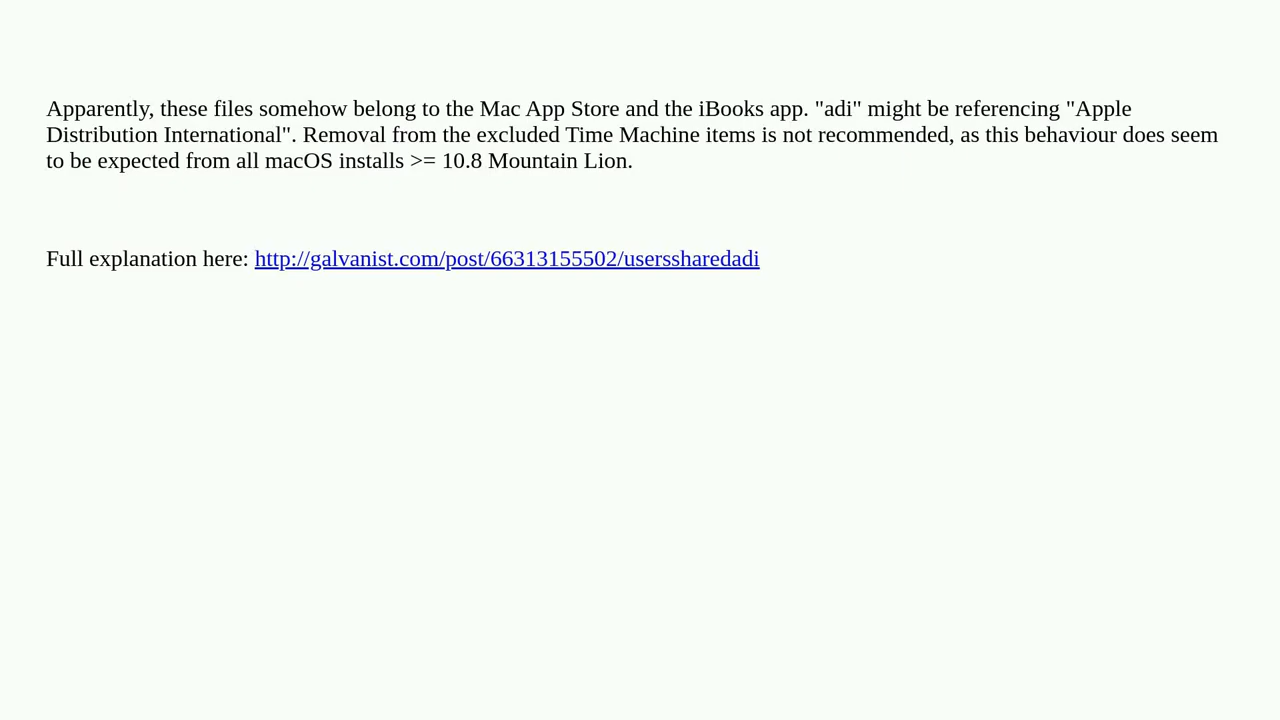 Apparently, these files somehow belong to the Mac App Store and the iBooks app. "adi" might be referencing "Apple
Distribution International". Removal from the excluded Time Machine items is not recommended, as this behaviour does seem
to be expected from all macOS installs >= 10.8 Mountain Lion.
Full explanation here: http://galvanist.com/post/66313155502/userssharedadi